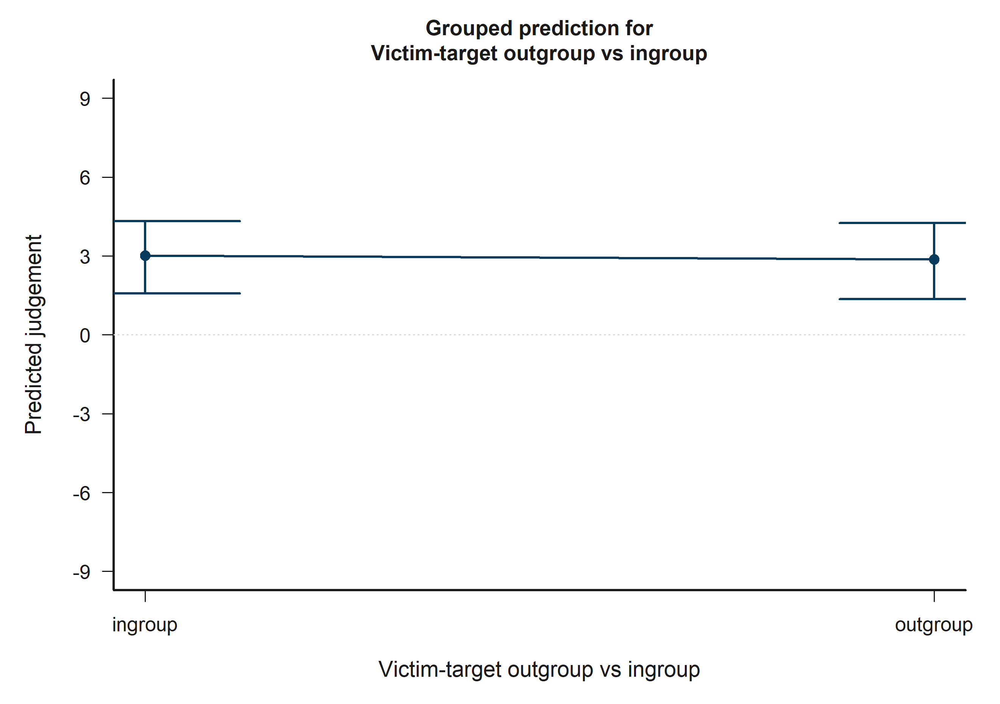 Grouped prediction for
Victim-target outgroup vs ingroup
9
6
3
0
-3
-6
-9
Predicted judgement
ingroup outgroup
Victim-target outgroup vs ingroup